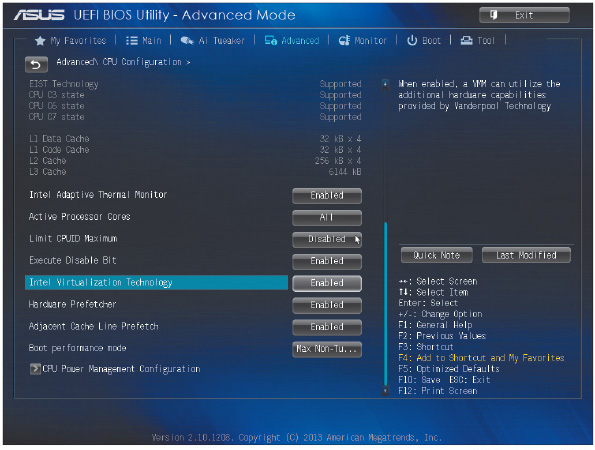 ASUS UEFI BIOS Utility - Advanced Mode
Exit
My Favorites | Main | Ai Tweaker | Advanced | Monitor | Boot | Tool
Advanced\ CPU Configuration >
EIST Technology Supported
CPU C3 state Supported
CPU C6 state Supported
CPU C7 state Supported
L1 Data Cache 32 kB x 4
L1 Code Cache 32 kB x 4
L2 Cache 256 kB x 4
L3 Cache 6144 kB
Intel Adaptive Thermal Monitor Enabled
Active Processor Cores All
Limit CPUID Maximum Disabled
Execute Disable Bit Enabled
Intel Virtualization Technology Enabled
Hardware Prefetcher Enabled
Adjacent Cache Line Prefetch Enabled
Boot performance mode Max Non-Tu...
CPU Power Management Configuration
When enabled, a VMM can utilize the
additional hardware capabilities
provided by Vanderpool Technology
Quick Note
Last Modified
→←: Select Screen
↑↓: Select Item
Enter: Select
+/-: Change Option
F1: General Help
F2: Previous Values
F3: Shortcut
F4: Add to Shortcut and My Favorites
F5: Optimized Defaults
F10: Save ESC: Exit
F12: Print Screen
Version 2.10.1208. Copyright (C) 2013 American Megatrends, Inc.